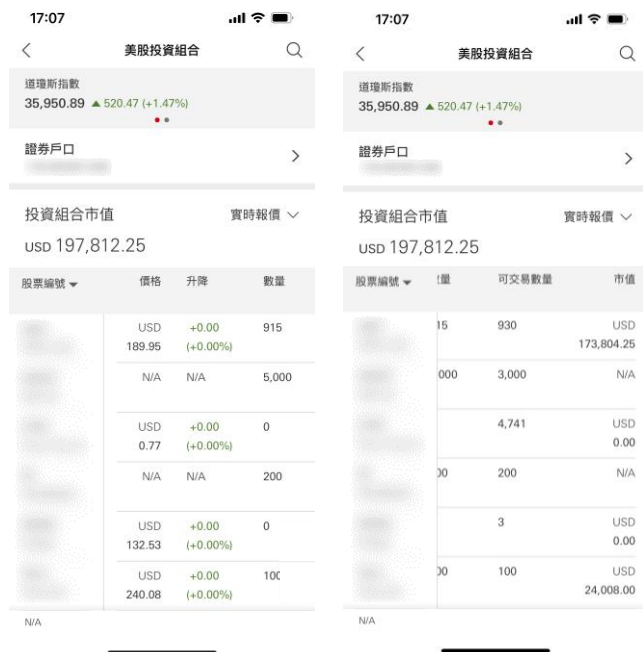 17:07
美股投資組合
道瓊斯指數
35,950.89 ▲ 520.47 (+1.47%)
證券戶口
投資組合市值 實時報價
USD 197,812.25
股票編號 價格 升降 數量
USD +0.00 915
189.95 (+0.00%)
N/A N/A 5,000
USD +0.00 0
0.77 (+0.00%)
N/A N/A 200
USD +0.00 0
132.53 (+0.00%)
USD +0.00 100
240.08 (+0.00%)
N/A
17:07
美股投資組合
道瓊斯指數
35,950.89 ▲ 520.47 (+1.47%)
證券戶口
投資組合市值 實時報價
USD 197,812.25
股票編號 量 可交易數量 市值
15 930 USD
173,804.25
000 3,000 N/A
4,741 USD
0.00
00 200 N/A
3 USD
0.00
00 100 USD
24,008.00
N/A